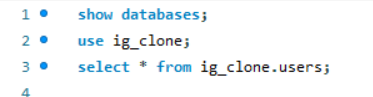 1 show databases;
2 use ig_clone;
3 select * from ig_clone.users;
4